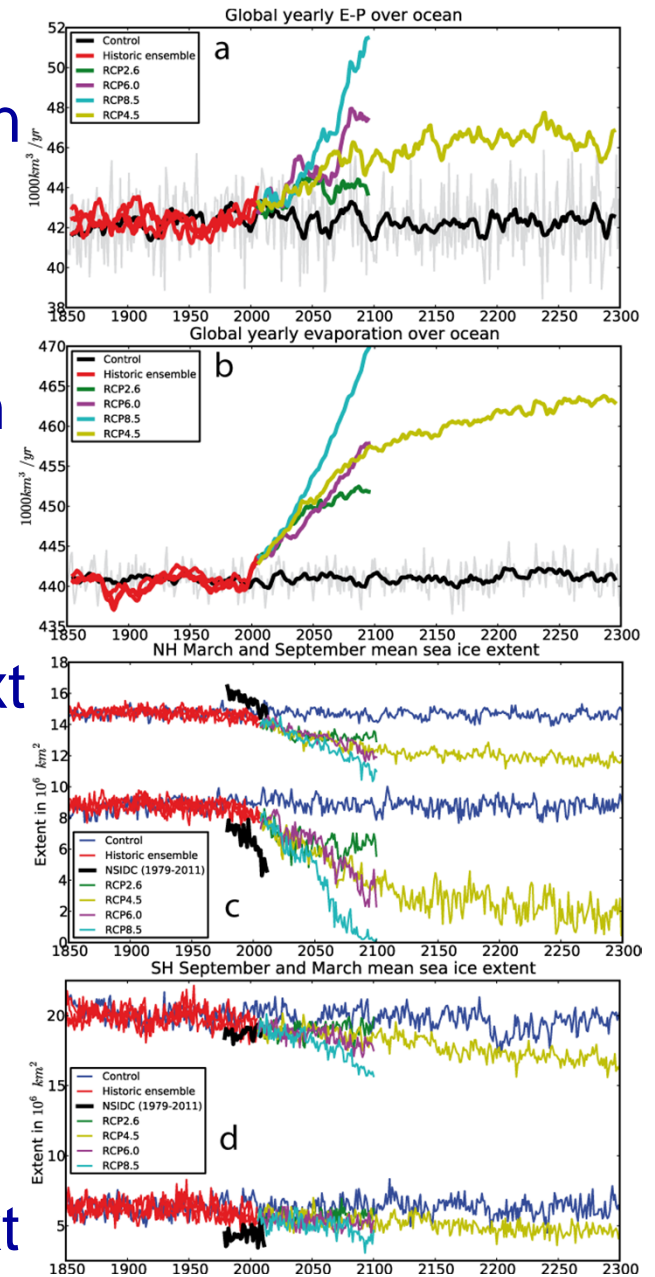 Global yearly E-P over ocean
52
50
48
46
44
42
40
38
1000km³/yr
Control
Historic ensemble
RCP2.6
RCP6.0
RCP8.5
RCP4.5
a
n
1850 1900 1950 2000 2050 2100 2150 2200 2250 2300
Global yearly evaporation over ocean
470
465
460
455
450
445
440
435
1000km³/yr
Control
Historic ensemble
RCP2.6
RCP6.0
RCP8.5
RCP4.5
b
n
1850 1900 1950 2000 2050 2100 2150 2200 2250 2300
NH March and September mean sea ice extent
18
16
14
12
10
8
6
4
2
0
Extent in 10⁶ km²
Control
Historic ensemble
NSIDC (1979-2011)
RCP2.6
RCP4.5
RCP6.0
RCP8.5
c
xt
1850 1900 1950 2000 2050 2100 2150 2200 2250 2300
SH September and March mean sea ice extent
20
15
10
5
Extent in 10⁶ km²
Control
Historic ensemble
NSIDC (1979-2011)
RCP2.6
RCP4.5
RCP6.0
RCP8.5
d
xt
1850 1900 1950 2000 2050 2100 2150 2200 2250 2300